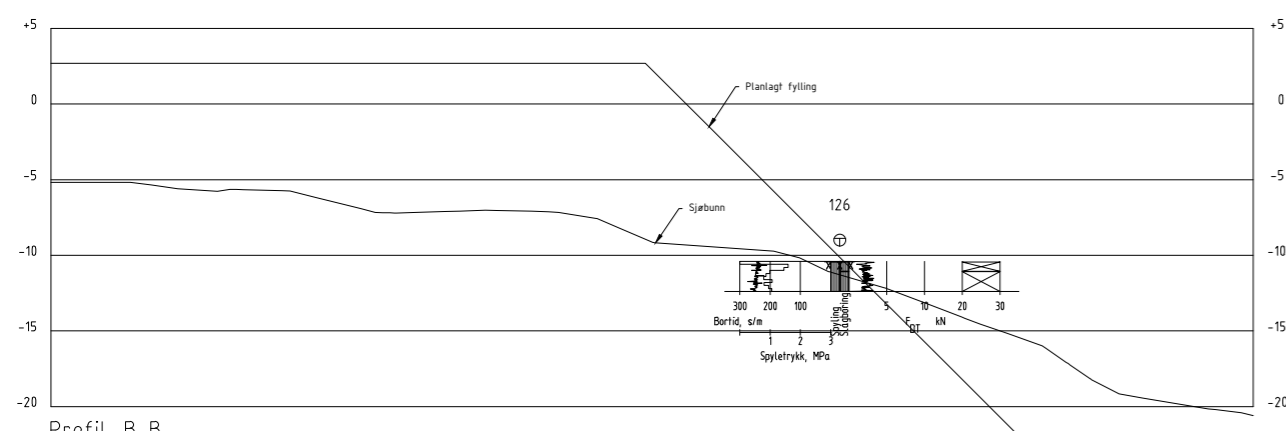 +5 +5
Planlagt fylling
0 0
-5 -5
126
Sjøbunn
-10 -10
300 200 100 5 10 20 30
Bortid, s/m Spyling Slagboring F DT kN
-15 -15
1 2 3
Spyletrykk, MPa
-20 -20
Profil B B